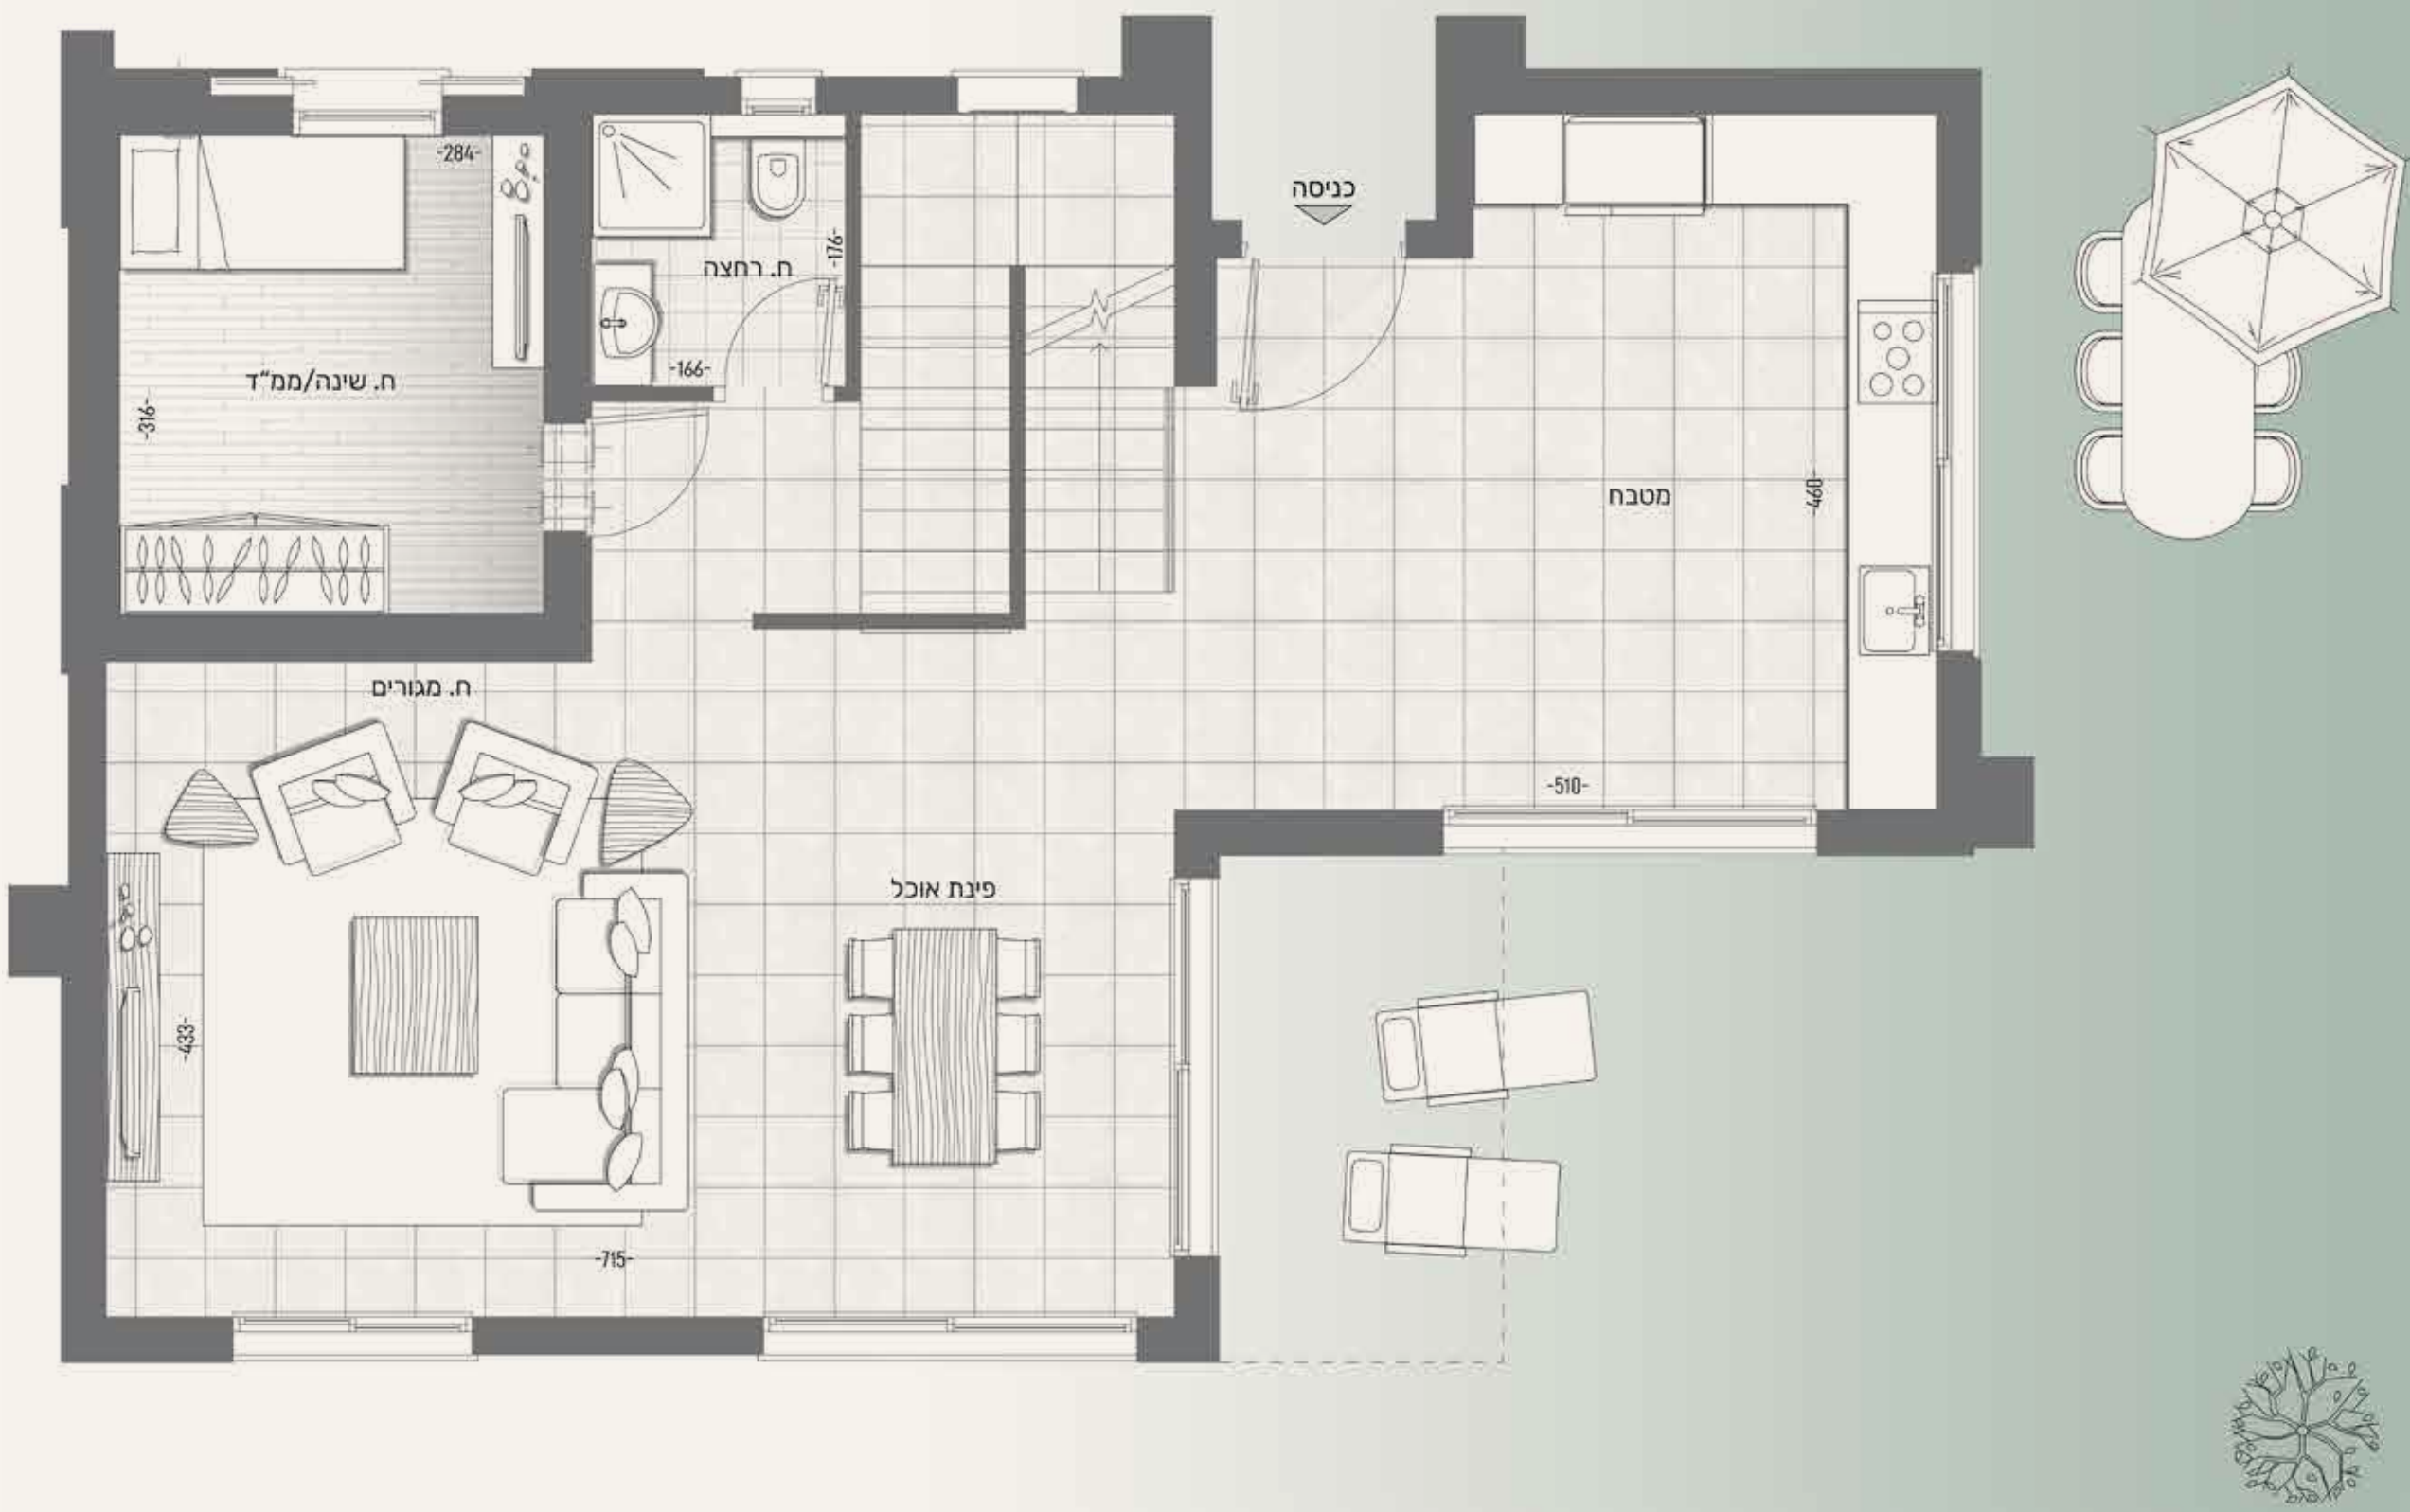 כניסה
-284-
-176-
ח. רחצה
-166-
ח. שינה/ממ"ד
-316-
מטבח
-460-
ח. מגורים
-510-
פינת אוכל
-433-
-715-